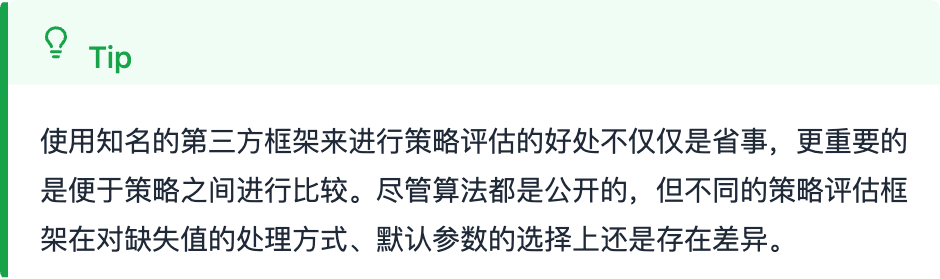 Tip
使用知名的第三方框架来进行策略评估的好处不仅仅是省事，更重要的
是便于策略之间进行比较。尽管算法都是公开的，但不同的策略评估框
架在对缺失值的处理方式、默认参数的选择上还是存在差异。